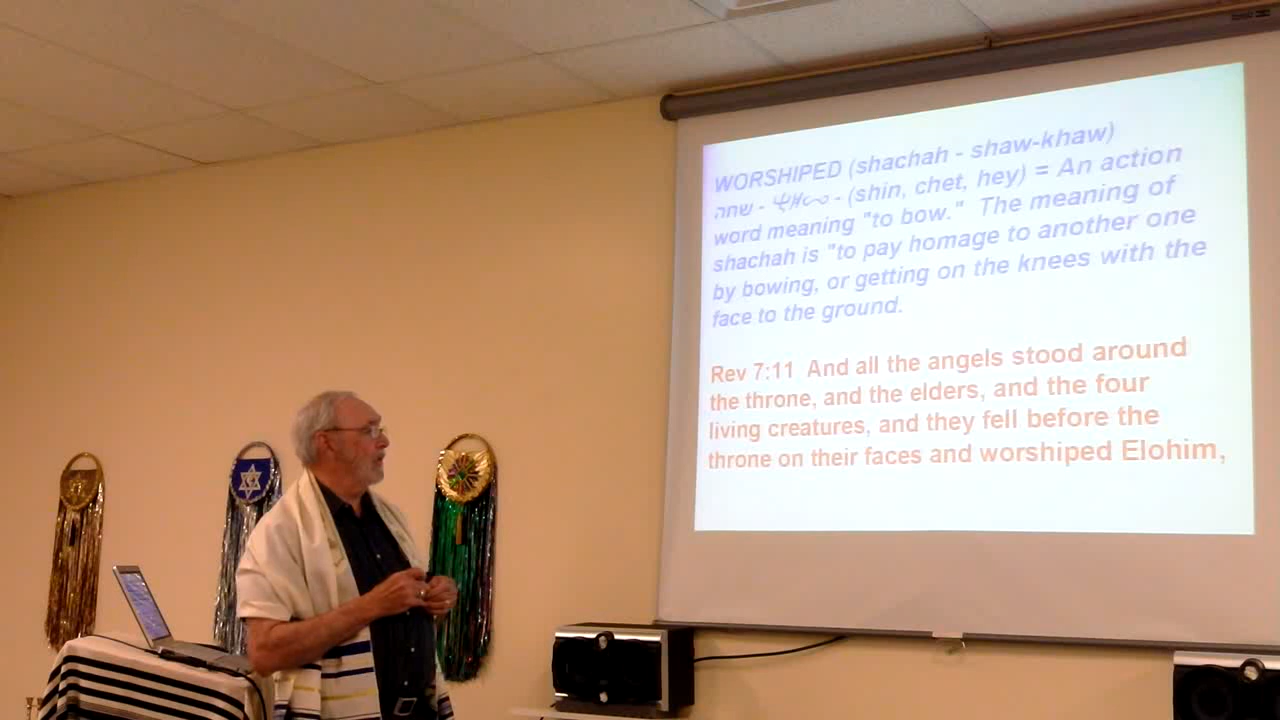 WORSHIPED (shachah - shaw-khaw)
שחה - - (shin, chet, hey) = An action
word meaning "to bow." The meaning of
shachah is "to pay homage to another one
by bowing, or getting on the knees with the
face to the ground.
Rev 7:11 And all the angels stood around
the throne, and the elders, and the four
living creatures, and they fell before the
throne on their faces and worshiped Elohim,